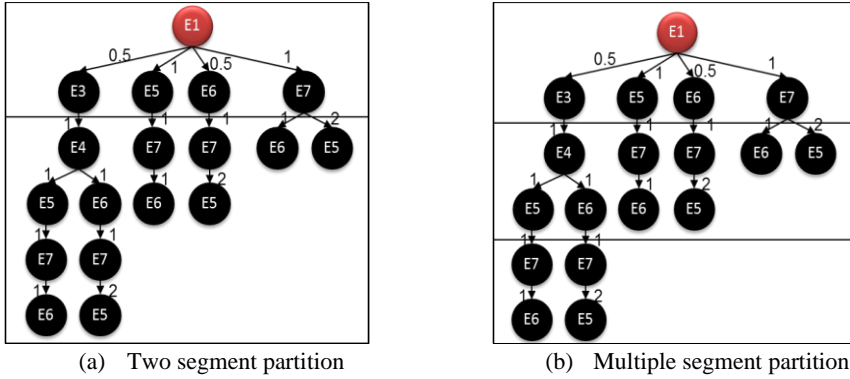 E1 E1
0.5 1 0.5 1 0.5 1 0.5 1
E3 E5 E6 E7 E3 E5 E6 E7
1 1 1 1 2 1 1 1 1 2
E4 E7 E7 E6 E5 E4 E7 E7 E6 E5
1 1 1 2 1 1 1 2
E5 E6 E6 E5 E5 E6 E6 E5
1 1 1 1
E7 E7 E7 E7
1 2 1 2
E6 E5 E6 E5
(a) Two segment partition (b) Multiple segment partition